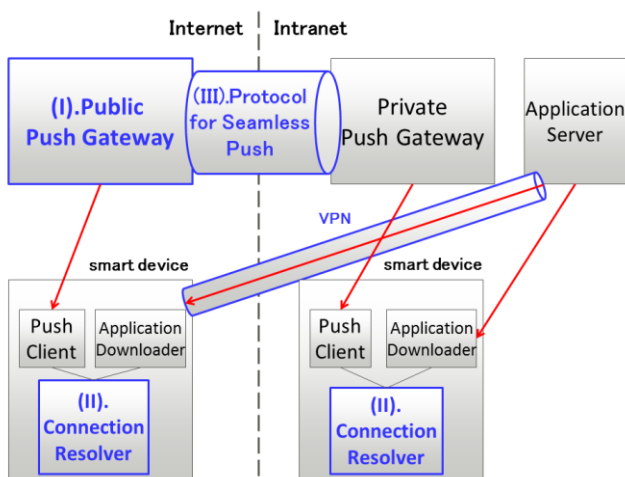 Internet
Intranet
(I).Public
Push Gateway
(III).Protocol
for Seamless
Push
Private
Push Gateway
Application
Server
VPN
smart device
smart device
Push
Client
Application
Downloader
(II).
Connection
Resolver
Push
Client
Application
Downloader
(II).
Connection
Resolver